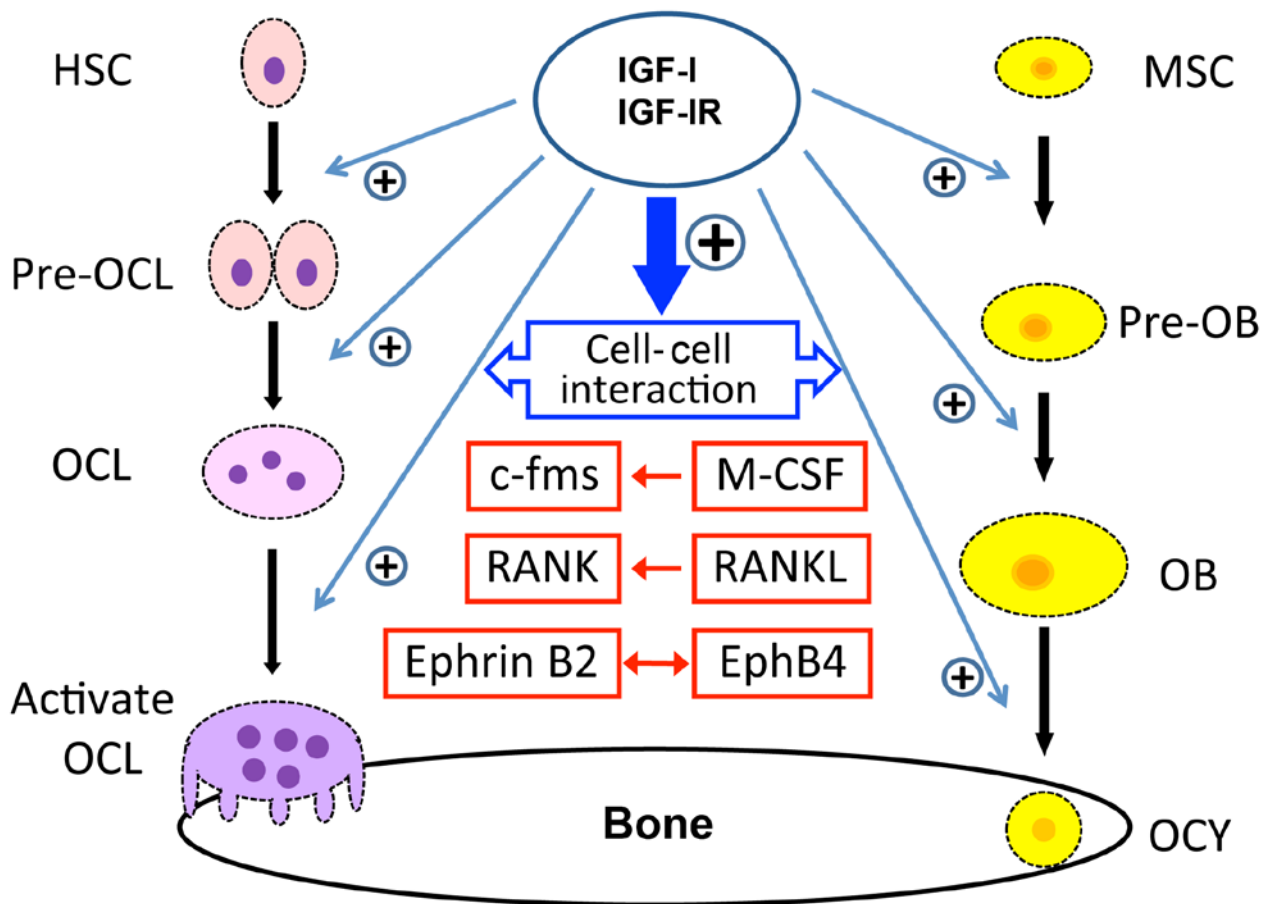 HSC
IGF-I
IGF-IR
MSC
+
+
+
Pre-OCL
Pre-OB
+
Cell- cell
interaction
+
OCL
c-fms
M-CSF
+
RANK
RANKL
OB
Ephrin B2
EphB4
+
Activate
OCL
Bone
OCY